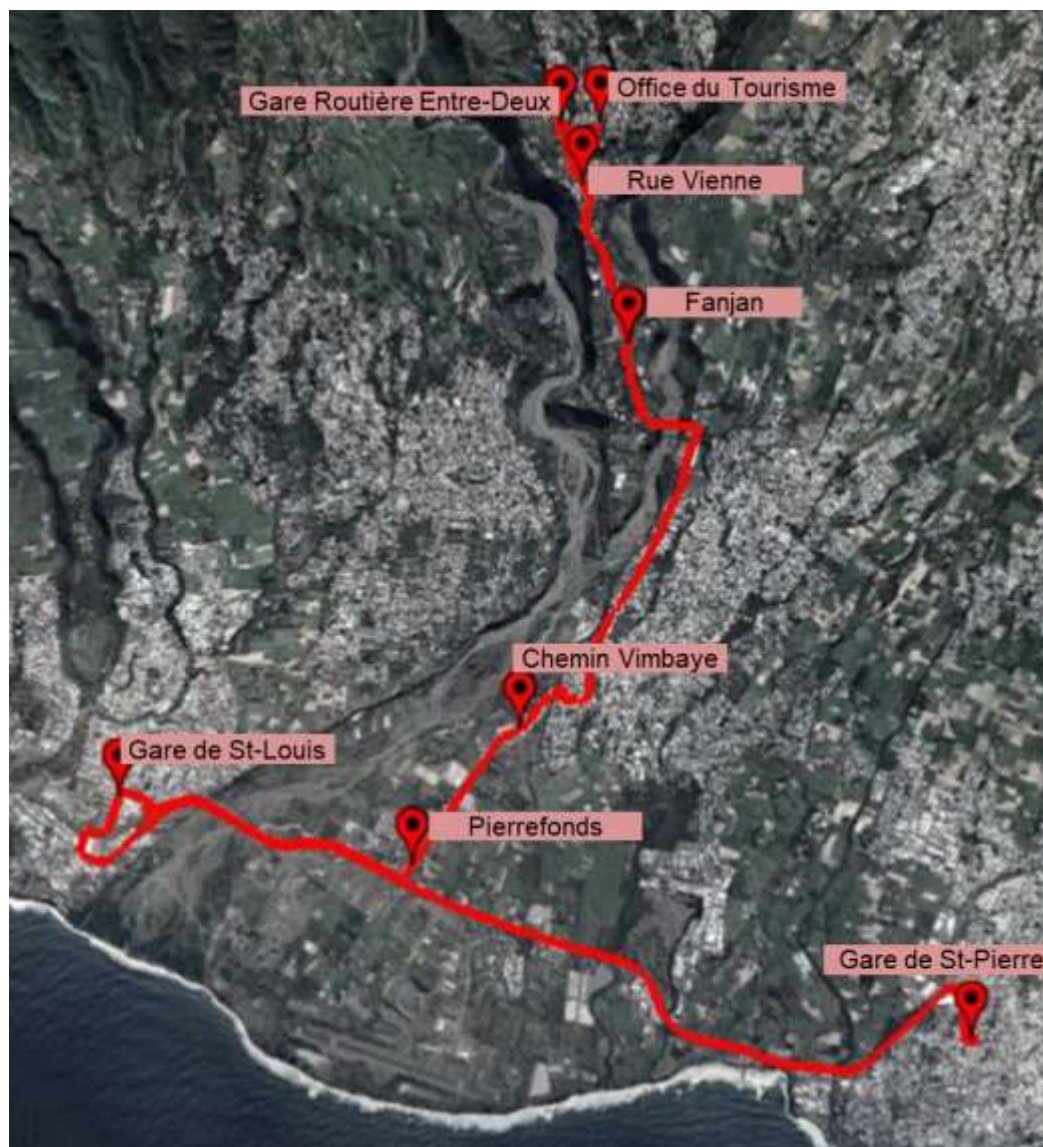 Office du Tourisme
Gare Routière Entre-Deux
Rue Vienne
Fanjan
Chemin Vimbaye
Gare de St-Louis
Pierrefonds
Gare de St-Pierre